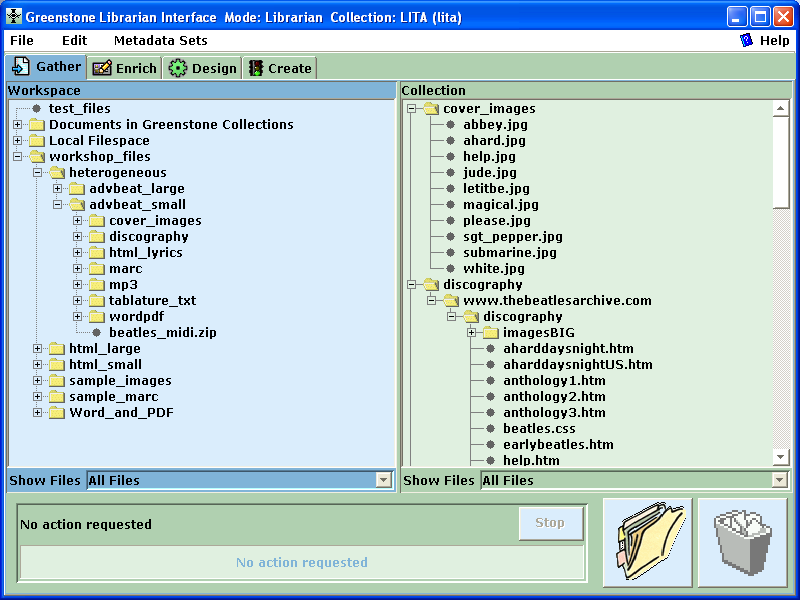 Greenstone Librarian Interface  Mode: Librarian  Collection: LITA (lita)
File Edit Metadata Sets Help
Gather Enrich Design Create
Workspace
test_files
Documents in Greenstone Collections
Local Filespace
workshop_files
heterogeneous
advbeat_large
advbeat_small
cover_images
discography
html_lyrics
marc
mp3
tablature_txt
wordpdf
beatles_midi.zip
html_large
html_small
sample_images
sample_marc
Word_and_PDF
Show Files All Files
Collection
cover_images
abbey.jpg
ahard.jpg
help.jpg
jude.jpg
letitbe.jpg
magical.jpg
please.jpg
sgt_pepper.jpg
submarine.jpg
white.jpg
discography
www.thebeatlesarchive.com
discography
imagesBIG
aharddaysnight.htm
aharddaysnightUS.htm
anthology1.htm
anthology2.htm
anthology3.htm
beatles.css
earlybeatles.htm
help.htm
Show Files All Files
No action requested
Stop
No action requested